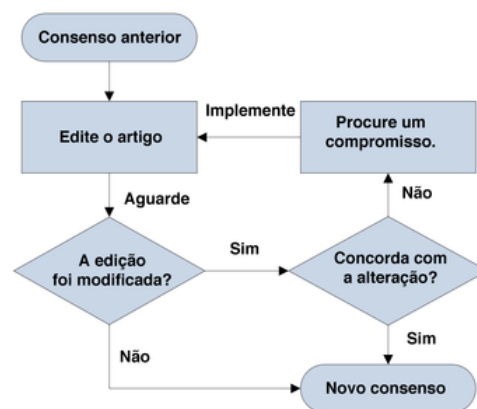 Consenso anterior
Implemente
Edite o artigo
Procure um
compromisso.
Aguarde
Não
A edição
foi modificada?
Sim
Concorda com
a alteração?
Não
Sim
Novo consenso